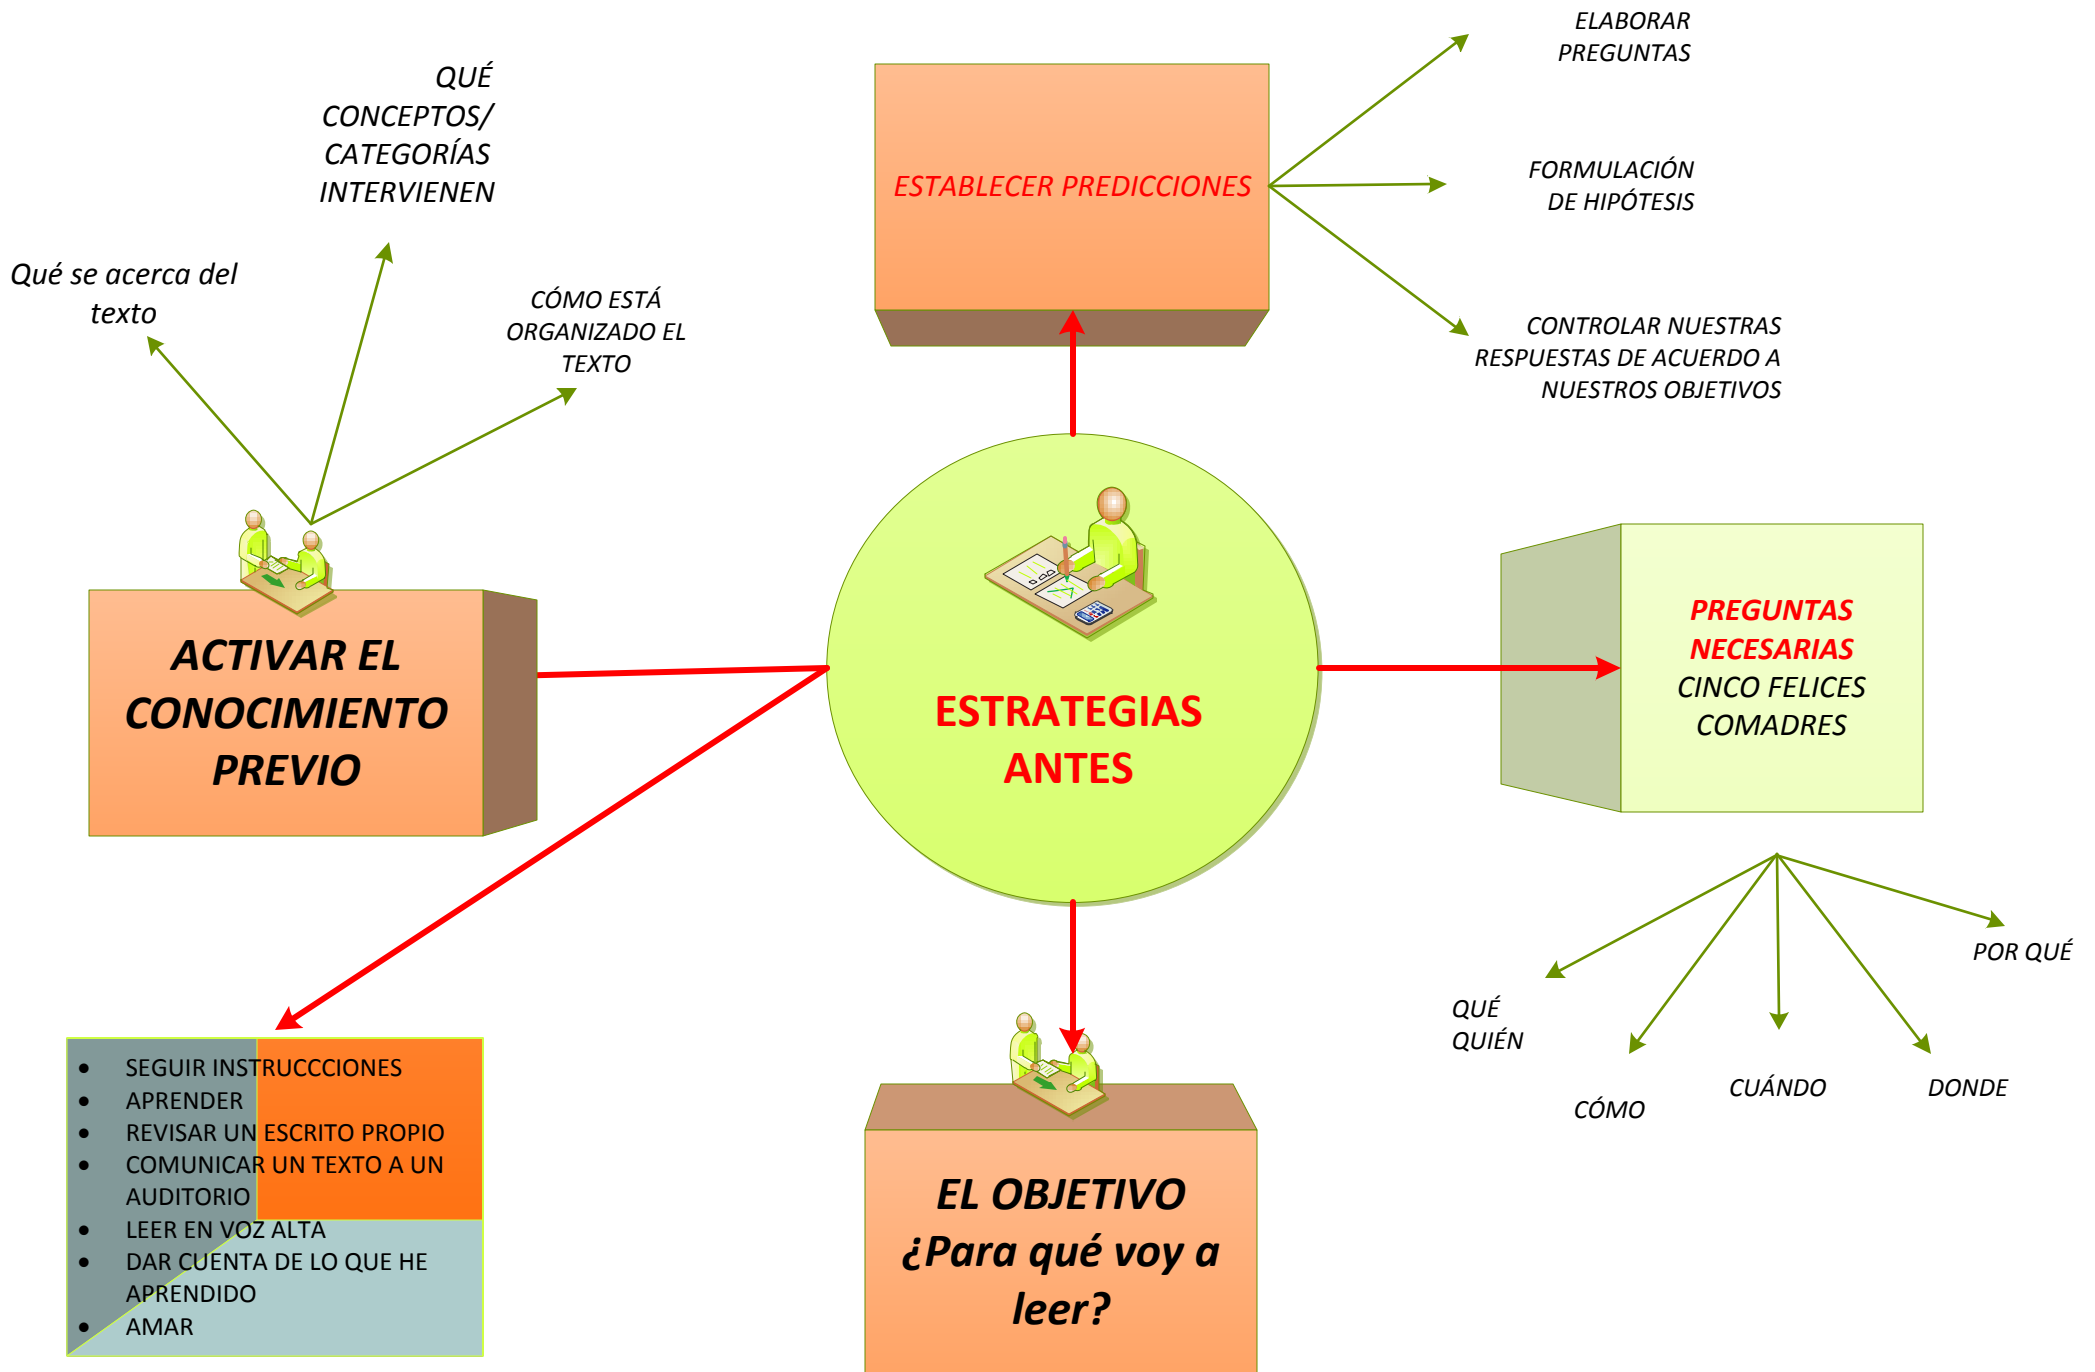 QUÉ
CONCEPTOS/
CATEGORÍAS
INTERVIENEN
Qué se acerca del
texto
CÓMO ESTÁ
ORGANIZADO EL
TEXTO
ACTIVAR EL
CONOCIMIENTO
PREVIO
ESTABLECER PREDICCIONES
ELABORAR
PREGUNTAS
FORMULACIÓN
DE HIPÓTESIS
CONTROLAR NUESTRAS
RESPUESTAS DE ACUERDO A
NUESTROS OBJETIVOS
ESTRATEGIAS
ANTES
PREGUNTAS
NECESARIAS
CINCO FELICES
COMADRES
QUÉ
QUIÉN
CÓMO
CUÁNDO
DONDE
POR QUÉ
• SEGUIR INSTRUCCCIONES
• APRENDER
• REVISAR UN ESCRITO PROPIO
• COMUNICAR UN TEXTO A UN
AUDITORIO
• LEER EN VOZ ALTA
• DAR CUENTA DE LO QUE HE
APRENDIDO
• AMAR
EL OBJETIVO
¿Para qué voy a
leer?